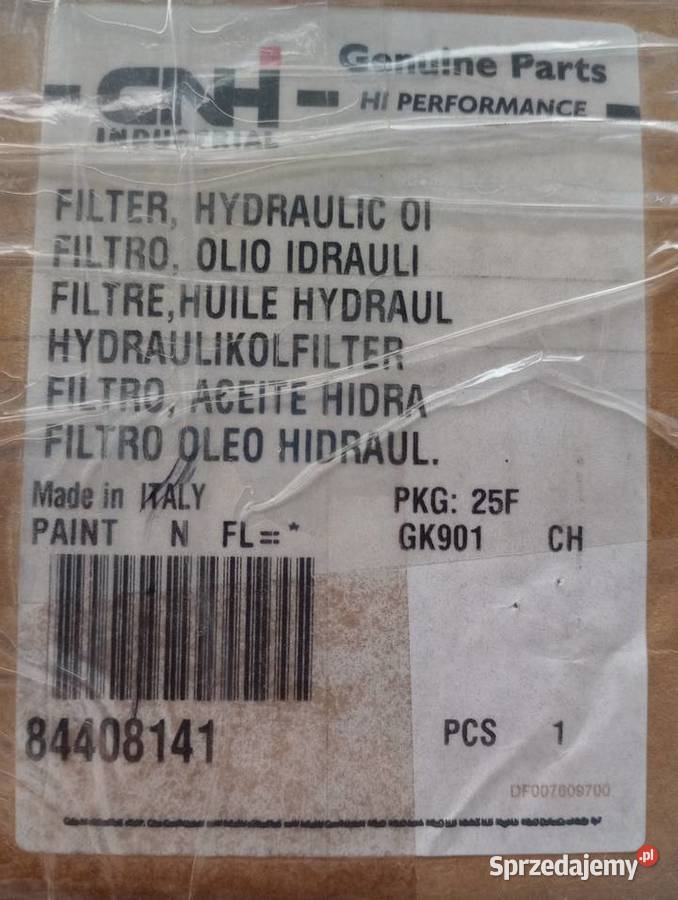 CNH
INDUSTRIAL
Genuine Parts
HI PERFORMANCE
FILTER, HYDRAULIC OI
FILTRO, OLIO IDRAULI
FILTRE,HUILE HYDRAUL
HYDRAULIKOLFILTER
FILTRO, ACEITE HIDRA
FILTRO OLEO HIDRAUL.
Made in ITALY
PKG: 25F
PAINT N FL=*
GK901 CH
84408141
PCS 1
DF007609700
Sprzedajemy.pl